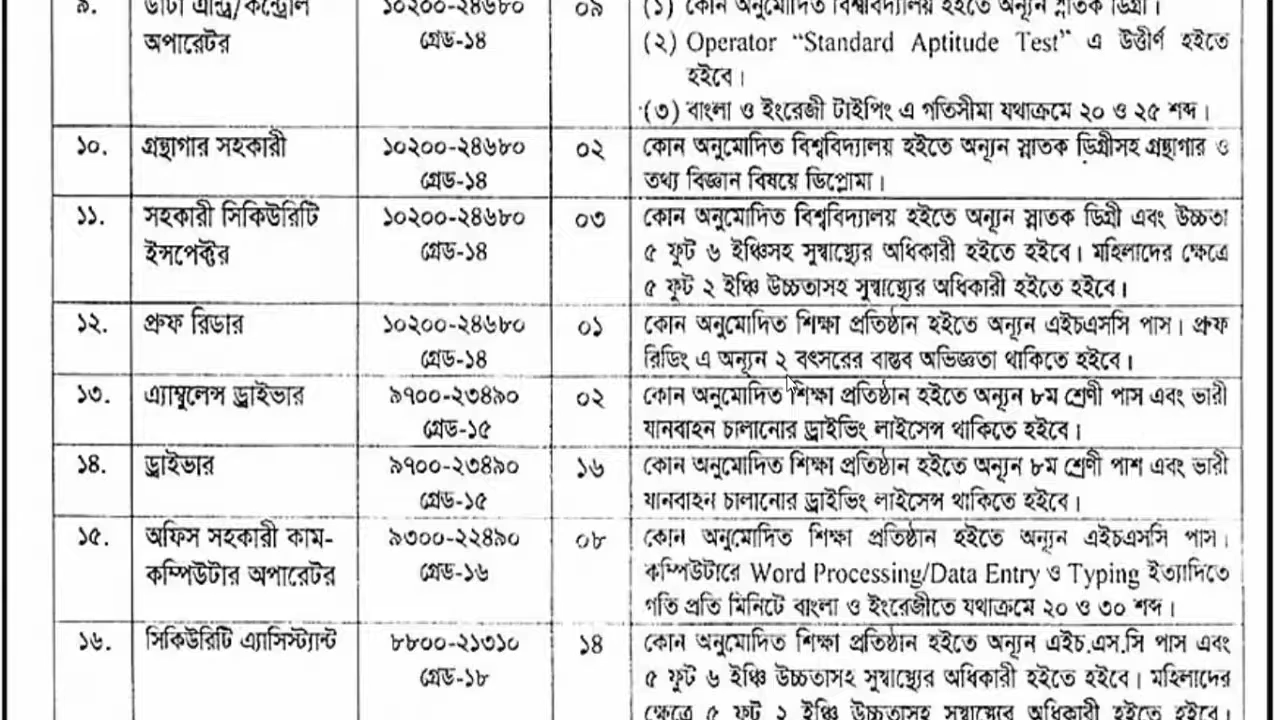 ৯. ডাটা এন্ট্রি/কন্ট্রোল ১০২০০-২৪৬৮০ ০৯ (১) কোন অনুমোদিত বিশ্ববিদ্যালয় হইতে অন্যূন স্নাতক ডিগ্রী।
অপারেটর গ্রেড-১৪ (২) Operator “Standard Aptitude Test” এ উত্তীর্ণ হইতে
হইবে।
(৩) বাংলা ও ইংরেজী টাইপিং এ গতিসীমা যথাক্রমে ২০ ও ২৫ শব্দ।
১০. গ্রন্থাগার সহকারী ১০২০০-২৪৬৮০ ০২ কোন অনুমোদিত বিশ্ববিদ্যালয় হইতে অন্যূন স্নাতক ডিগ্রীসহ গ্রন্থাগার ও
গ্রেড-১৪ তথ্য বিজ্ঞান বিষয়ে ডিপ্লোমা।
১১. সহকারী সিকিউরিটি ১০২০০-২৪৬৮০ ০৩ কোন অনুমোদিত বিশ্ববিদ্যালয় হইতে অন্যূন স্নাতক ডিগ্রী এবং উচ্চতা
ইন্সপেক্টর গ্রেড-১৪ ৫ ফুট ৬ ইঞ্চিসহ সুস্বাস্থ্যের অধিকারী হইতে হইবে। মহিলাদের ক্ষেত্রে
৫ ফুট ২ ইঞ্চি উচ্চতাসহ সুস্বাস্থ্যের অধিকারী হইতে হইবে।
১২. প্রুফ রিডার ১০২০০-২৪৬৮০ ০১ কোন অনুমোদিত শিক্ষা প্রতিষ্ঠান হইতে অন্যূন এইচএসসি পাস। প্রুফ
গ্রেড-১৪ রিডিং এ অন্যূন ২ বৎসরের বাস্তব অভিজ্ঞতা থাকিতে হইবে।
১৩. এ্যাম্বুলেন্স ড্রাইভার ৯৭০০-২৩৪৯০ ০২ কোন অনুমোদিত শিক্ষা প্রতিষ্ঠান হইতে অন্যূন ৮ম শ্রেণী পাস এবং ভারী
গ্রেড-১৫ যানবাহন চালানোর ড্রাইভিং লাইসেন্স থাকিতে হইবে।
১৪. ড্রাইভার ৯৭০০-২৩৪৯০ ১৬ কোন অনুমোদিত শিক্ষা প্রতিষ্ঠান হইতে অন্যূন ৮ম শ্রেণী পাশ এবং ভারী
গ্রেড-১৫ যানবাহন চালানোর ড্রাইভিং লাইসেন্স থাকিতে হইবে।
১৫. অফিস সহকারী কাম- ৯৩০০-২২৪৯০ ০৮ কোন অনুমোদিত শিক্ষা প্রতিষ্ঠান হইতে অন্যূন এইচএসসি পাস।
কম্পিউটার অপারেটর গ্রেড-১৬ কম্পিউটারে Word Processing/Data Entry ও Typing ইত্যাদিতে
গতি প্রতি মিনিটে বাংলা ও ইংরেজীতে যথাক্রমে ২০ ও ৩০ শব্দ।
১৬. সিকিউরিটি এ্যাসিস্ট্যান্ট ৮৮০০-২১৩১০ ১৪ কোন অনুমোদিত শিক্ষা প্রতিষ্ঠান হইতে অন্যূন এইচ.এস.সি পাস এবং
গ্রেড-১৮ ৫ ফুট ৬ ইঞ্চি উচ্চতাসহ সুস্বাস্থ্যের অধিকারী হইতে হইবে। মহিলাদের
ক্ষেত্রে ৫ ফুট ২ ইঞ্চি উচ্চতাসহ সুস্বাস্থ্যের অধিকারী হইতে হইবে।